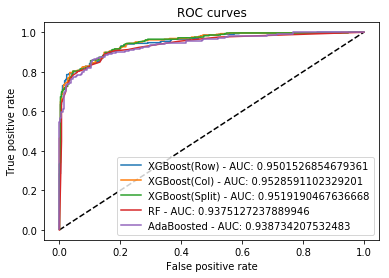 ROC curves
True positive rate
1.0
0.8
0.6
0.4
0.2
0.0
XGBoost(Row) - AUC: 0.9501526854679361
XGBoost(Col) - AUC: 0.9528591102329201
XGBoost(Split) - AUC: 0.9519190467636668
RF - AUC: 0.9375127237889946
AdaBoosted - AUC: 0.938734207532483
0.0 0.2 0.4 0.6 0.8 1.0
False positive rate